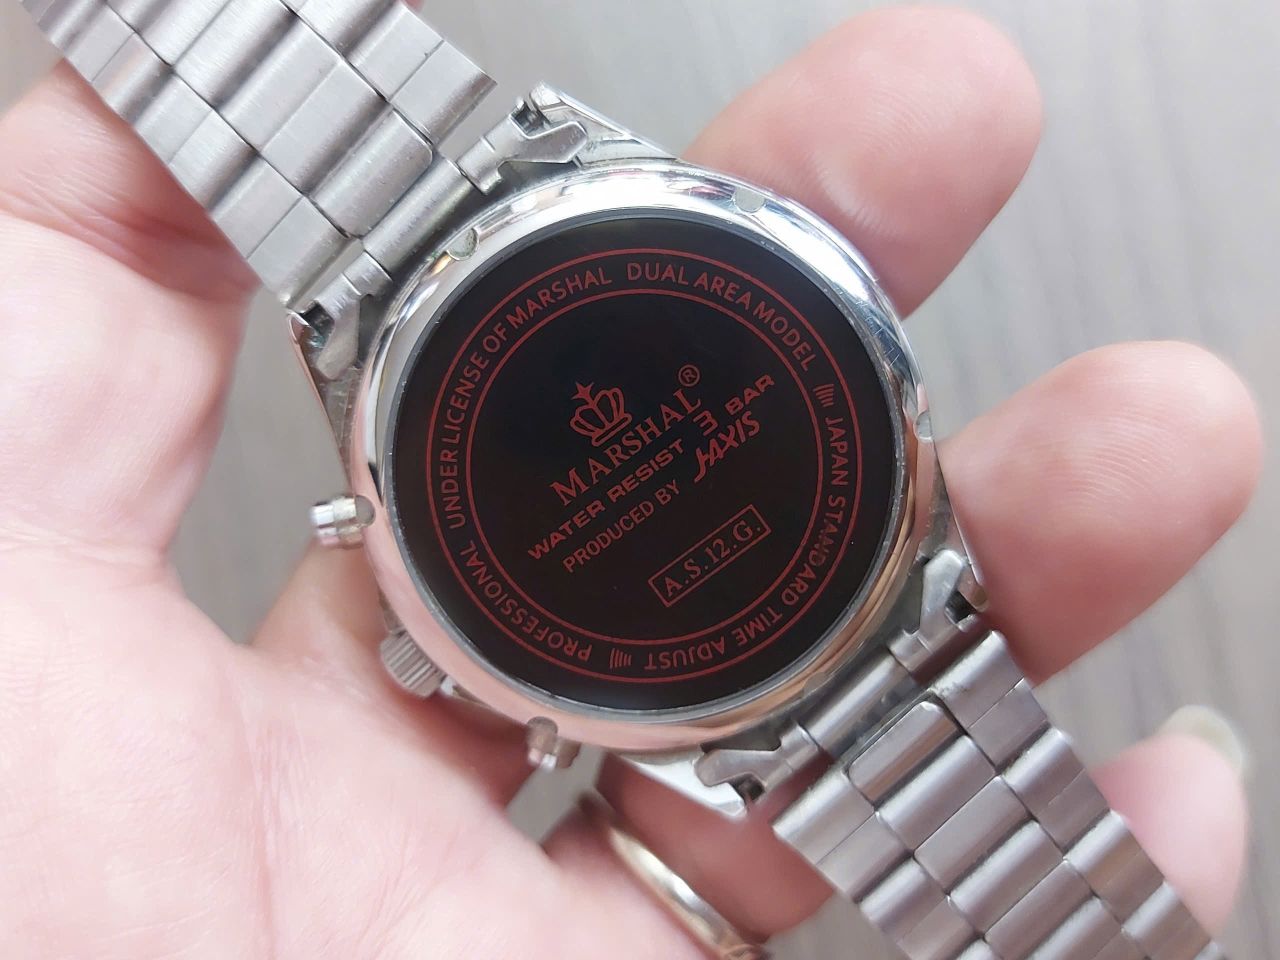 UNDER LICENSE OF MARSHAL DUAL AREA MODEL
JAPAN STANDARD TIME ADJUST
PROFESSIONAL
MARSHAL®
WATER RESIST 3 BAR
PRODUCED BY JAXIS
A.S.12.G.